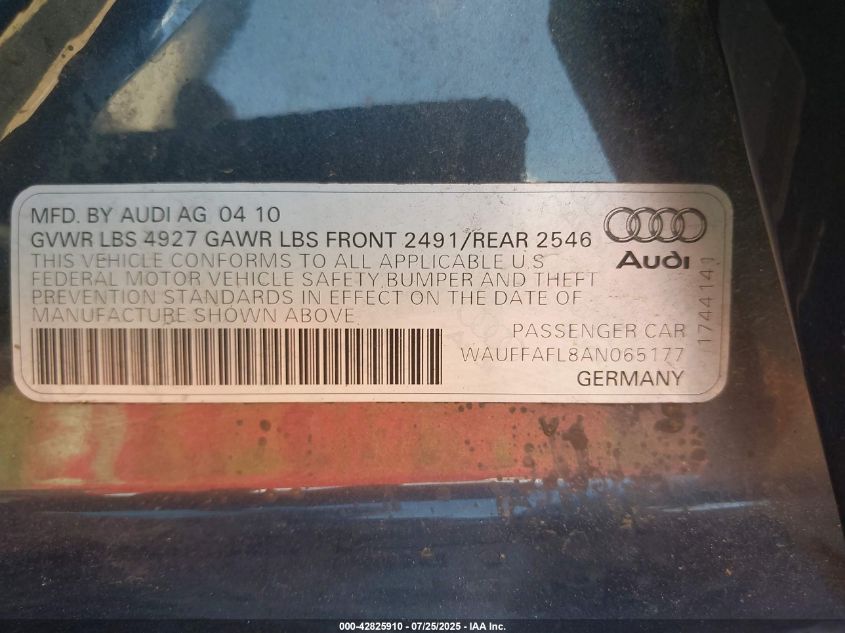 MFD. BY AUDI AG 04 10
GVWR LBS 4927 GAWR LBS FRONT 2491/REAR 2546
THIS VEHICLE CONFORMS TO ALL APPLICABLE U.S
FEDERAL MOTOR VEHICLE SAFETY, BUMPER AND THEFT
PREVENTION STANDARDS IN EFFECT ON THE DATE OF
MANUFACTURE SHOWN ABOVE
PASSENGER CAR
WAUFFAFL8AN065177
GERMANY
Audi
1744141
000-42825910 - 07/25/2025 - IAA Inc.